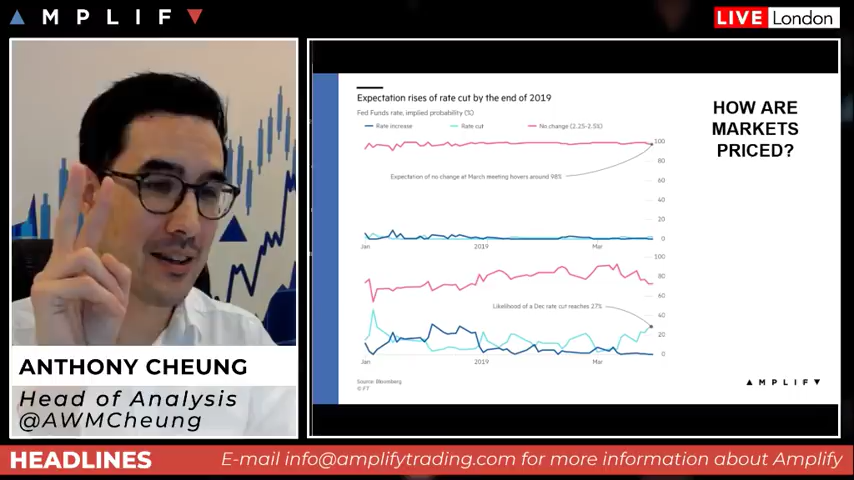 ▲ M P L I F ▼
LIVE London
Expectation rises of rate cut by the end of 2019
Fed Funds rate, implied probability (%)
Rate increase Rate cut No change (2.25-2.5%)
100
80
Expectation of no change at March meeting hovers around 98%
60
40
20
0
Jan 2019 Mar
100
80
60
Likelihood of a Dec rate cut reaches 27%
40
20
0
Jan 2019 Mar
Source: Bloomberg
© FT
HOW ARE
MARKETS
PRICED?
▲ M P L I F ▼
ANTHONY CHEUNG
Head of Analysis
@AWMCheung
HEADLINES E-mail info@amplifytrading.com for more information about Amplify